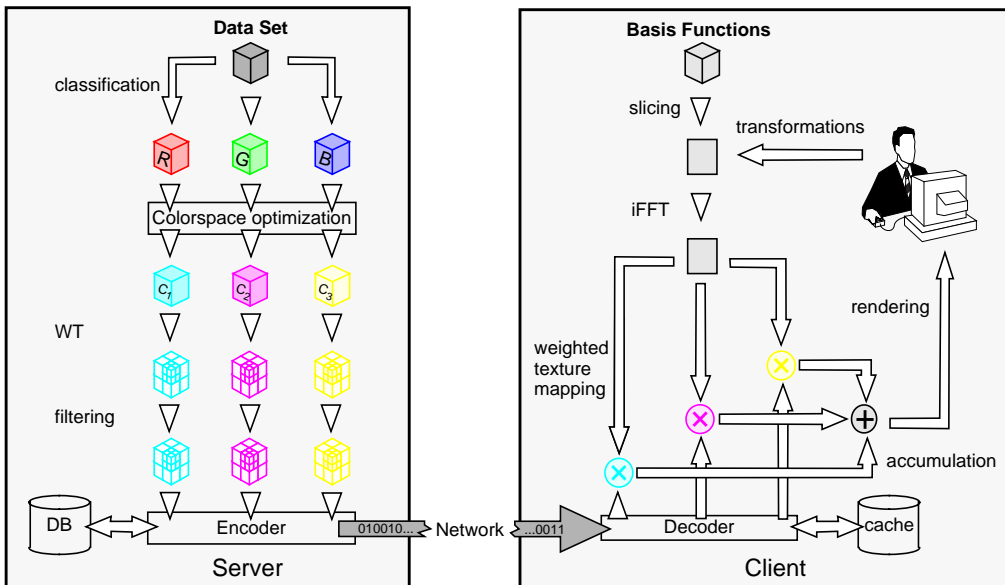 Data Set
classification
R
G
B
Colorspace optimization
C1
C2
C3
WT
filtering
DB
Encoder
Server
010010...
Network
...0011
Basis Functions
slicing
transformations
iFFT
rendering
weighted
texture
mapping
accumulation
Decoder
cache
Client